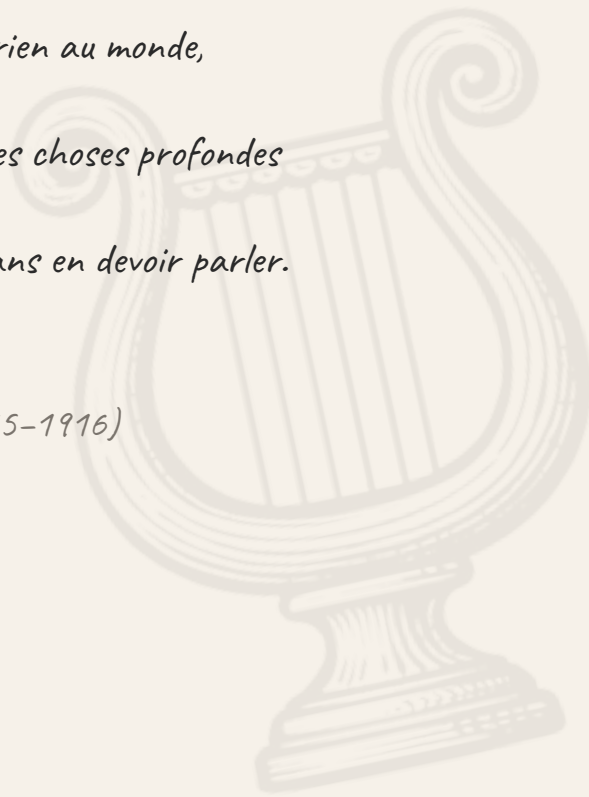 rien au monde,
es choses profondes
ans en devoir parler.
5–1916)